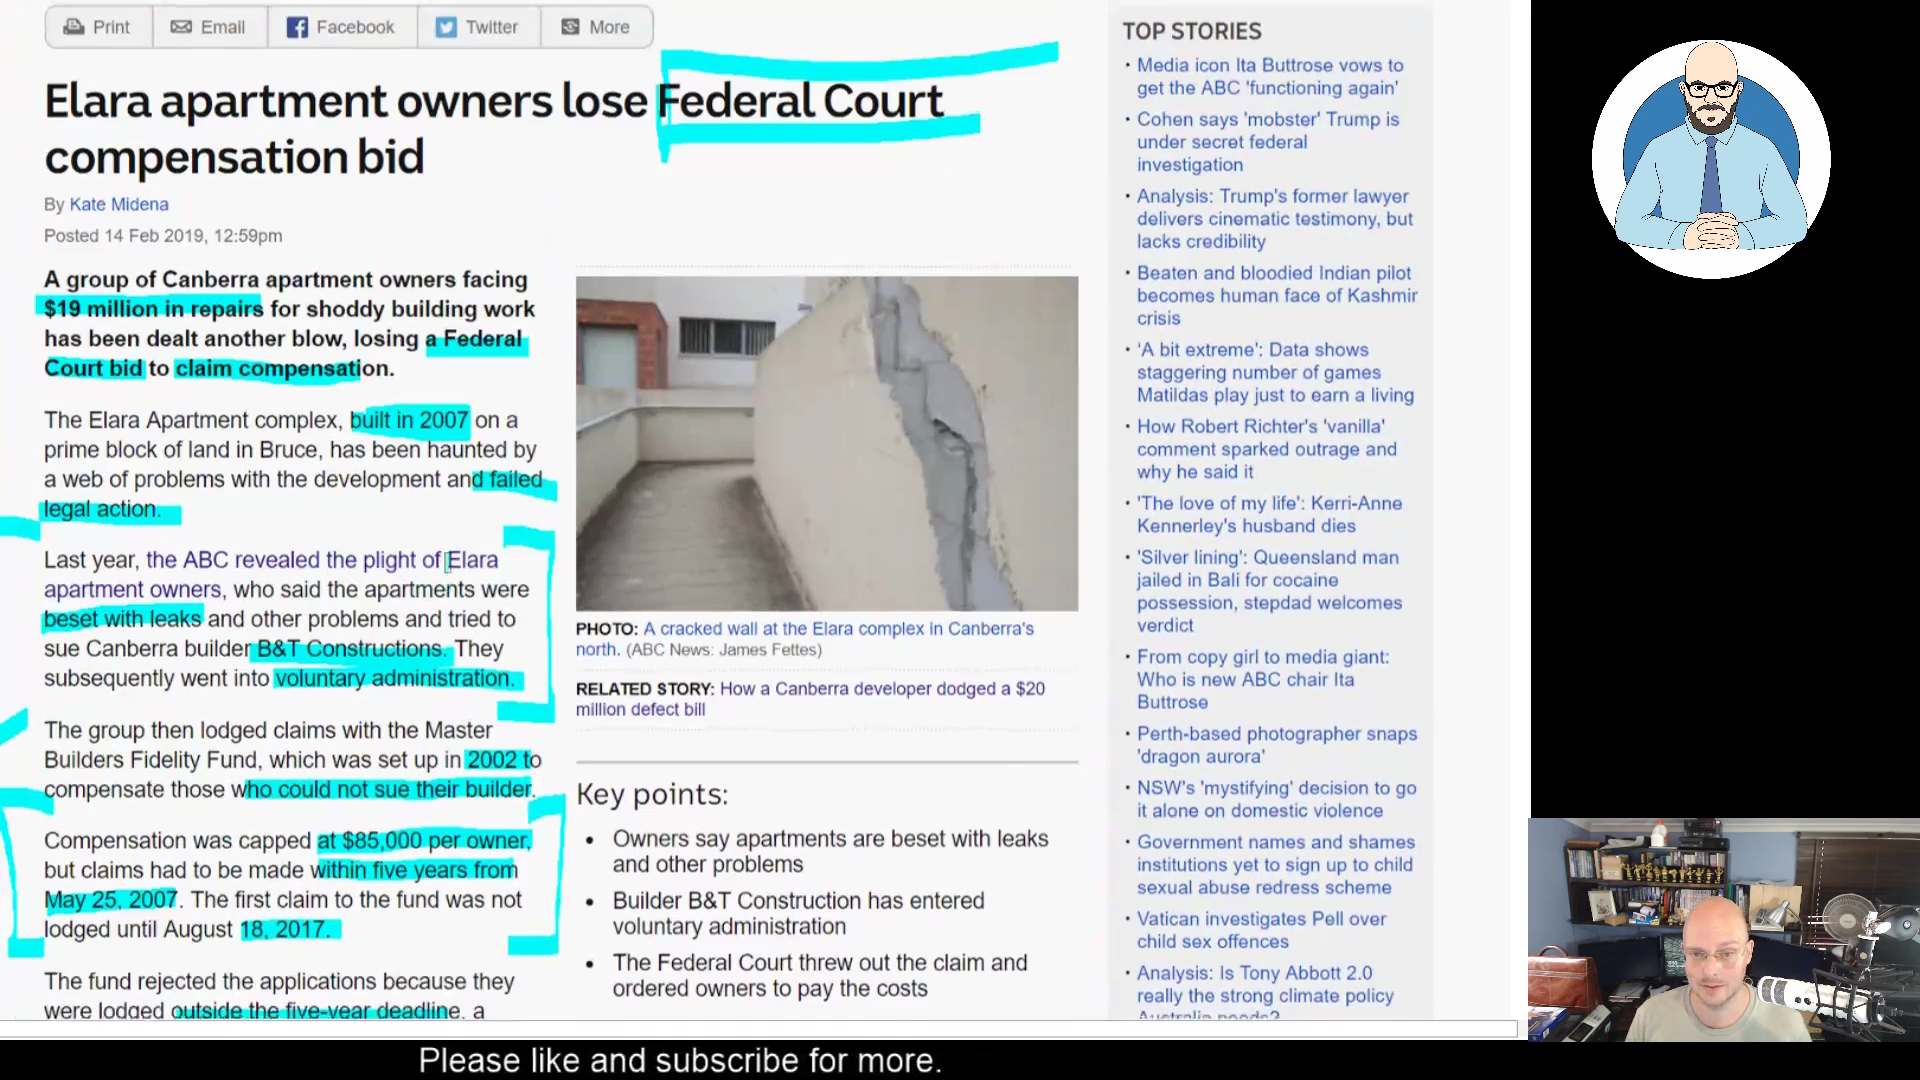 Print
Email
Facebook
Twitter
More
Elara apartment owners lose Federal Court
compensation bid
By Kate Midena
Posted 14 Feb 2019, 12:59pm
A group of Canberra apartment owners facing
$19 million in repairs for shoddy building work
has been dealt another blow, losing a Federal
Court bid to claim compensation.
The Elara Apartment complex, built in 2007 on a
prime block of land in Bruce, has been haunted by
a web of problems with the development and failed
legal action.
Last year, the ABC revealed the plight of Elara
apartment owners, who said the apartments were
beset with leaks and other problems and tried to
sue Canberra builder B&T Constructions. They
subsequently went into voluntary administration.
The group then lodged claims with the Master
Builders Fidelity Fund, which was set up in 2002 to
compensate those who could not sue their builder.
Compensation was capped at $85,000 per owner,
but claims had to be made within five years from
May 25, 2007. The first claim to the fund was not
lodged until August 18, 2017.
The fund rejected the applications because they
were lodged outside the five-year deadline, a
PHOTO: A cracked wall at the Elara complex in Canberra's
north. (ABC News: James Fettes)
RELATED STORY: How a Canberra developer dodged a $20
million defect bill
Key points:
• Owners say apartments are beset with leaks
and other problems
• Builder B&T Construction has entered
voluntary administration
• The Federal Court threw out the claim and
ordered owners to pay the costs
TOP STORIES
• Media icon Ita Buttrose vows to
get the ABC 'functioning again'
• Cohen says 'mobster' Trump is
under secret federal
investigation
• Analysis: Trump's former lawyer
delivers cinematic testimony, but
lacks credibility
• Beaten and bloodied Indian pilot
becomes human face of Kashmir
crisis
• 'A bit extreme': Data shows
staggering number of games
Matildas play just to earn a living
• How Robert Richter's 'vanilla'
comment sparked outrage and
why he said it
• 'The love of my life': Kerri-Anne
Kennerley's husband dies
• 'Silver lining': Queensland man
jailed in Bali for cocaine
possession, stepdad welcomes
verdict
• From copy girl to media giant:
Who is new ABC chair Ita
Buttrose
• Perth-based photographer snaps
'dragon aurora'
• NSW's 'mystifying' decision to go
it alone on domestic violence
• Government names and shames
institutions yet to sign up to child
sexual abuse redress scheme
• Vatican investigates Pell over
child sex offences
• Analysis: Is Tony Abbott 2.0
really the strong climate policy
Australia needs?
Please like and subscribe for more.